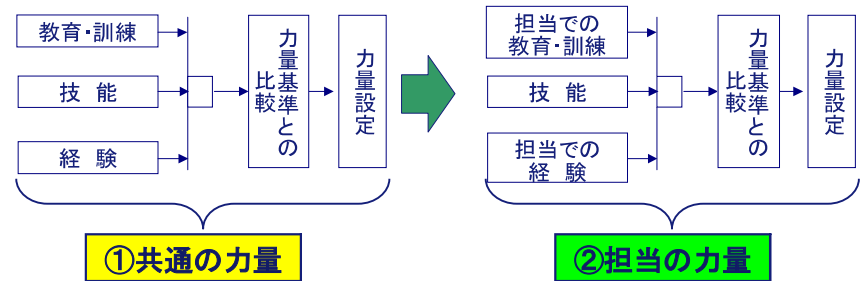 教育・訓練
技 能
経 験
力量基準との
比較
力量設定
①共通の力量
担当での
教育・訓練
技 能
担当での
経 験
力量基準との
比較
力量設定
②担当の力量